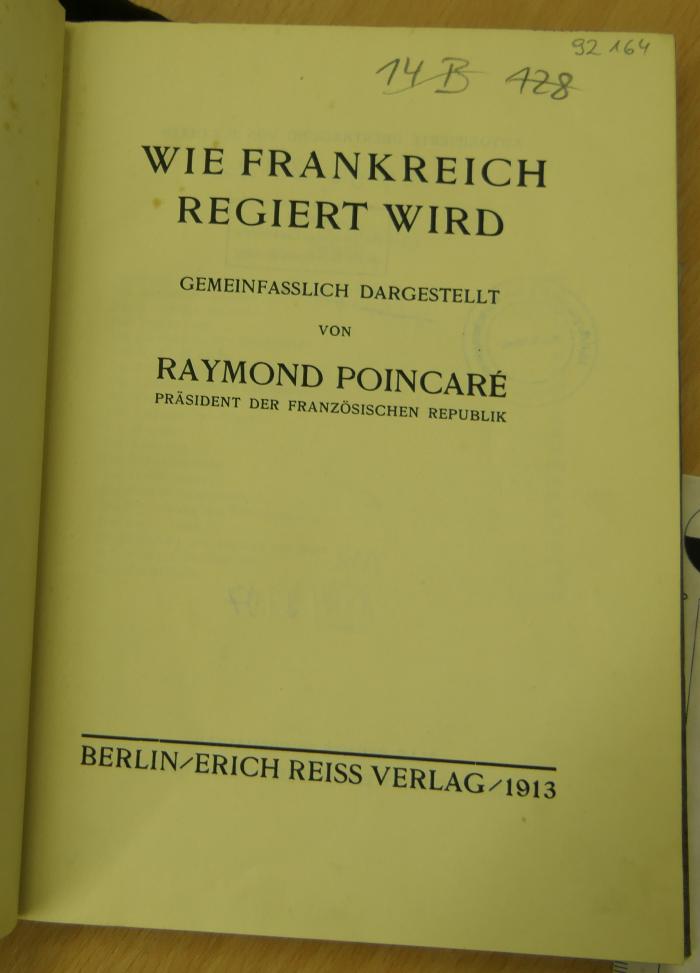 92 164
14 B 128
WIE FRANKREICH
REGIERT WIRD
GEMEINFASSLICH DARGESTELLT
VON
RAYMOND POINCARÉ
PRÄSIDENT DER FRANZÖSISCHEN REPUBLIK
BERLIN/ERICH REISS VERLAG/1913